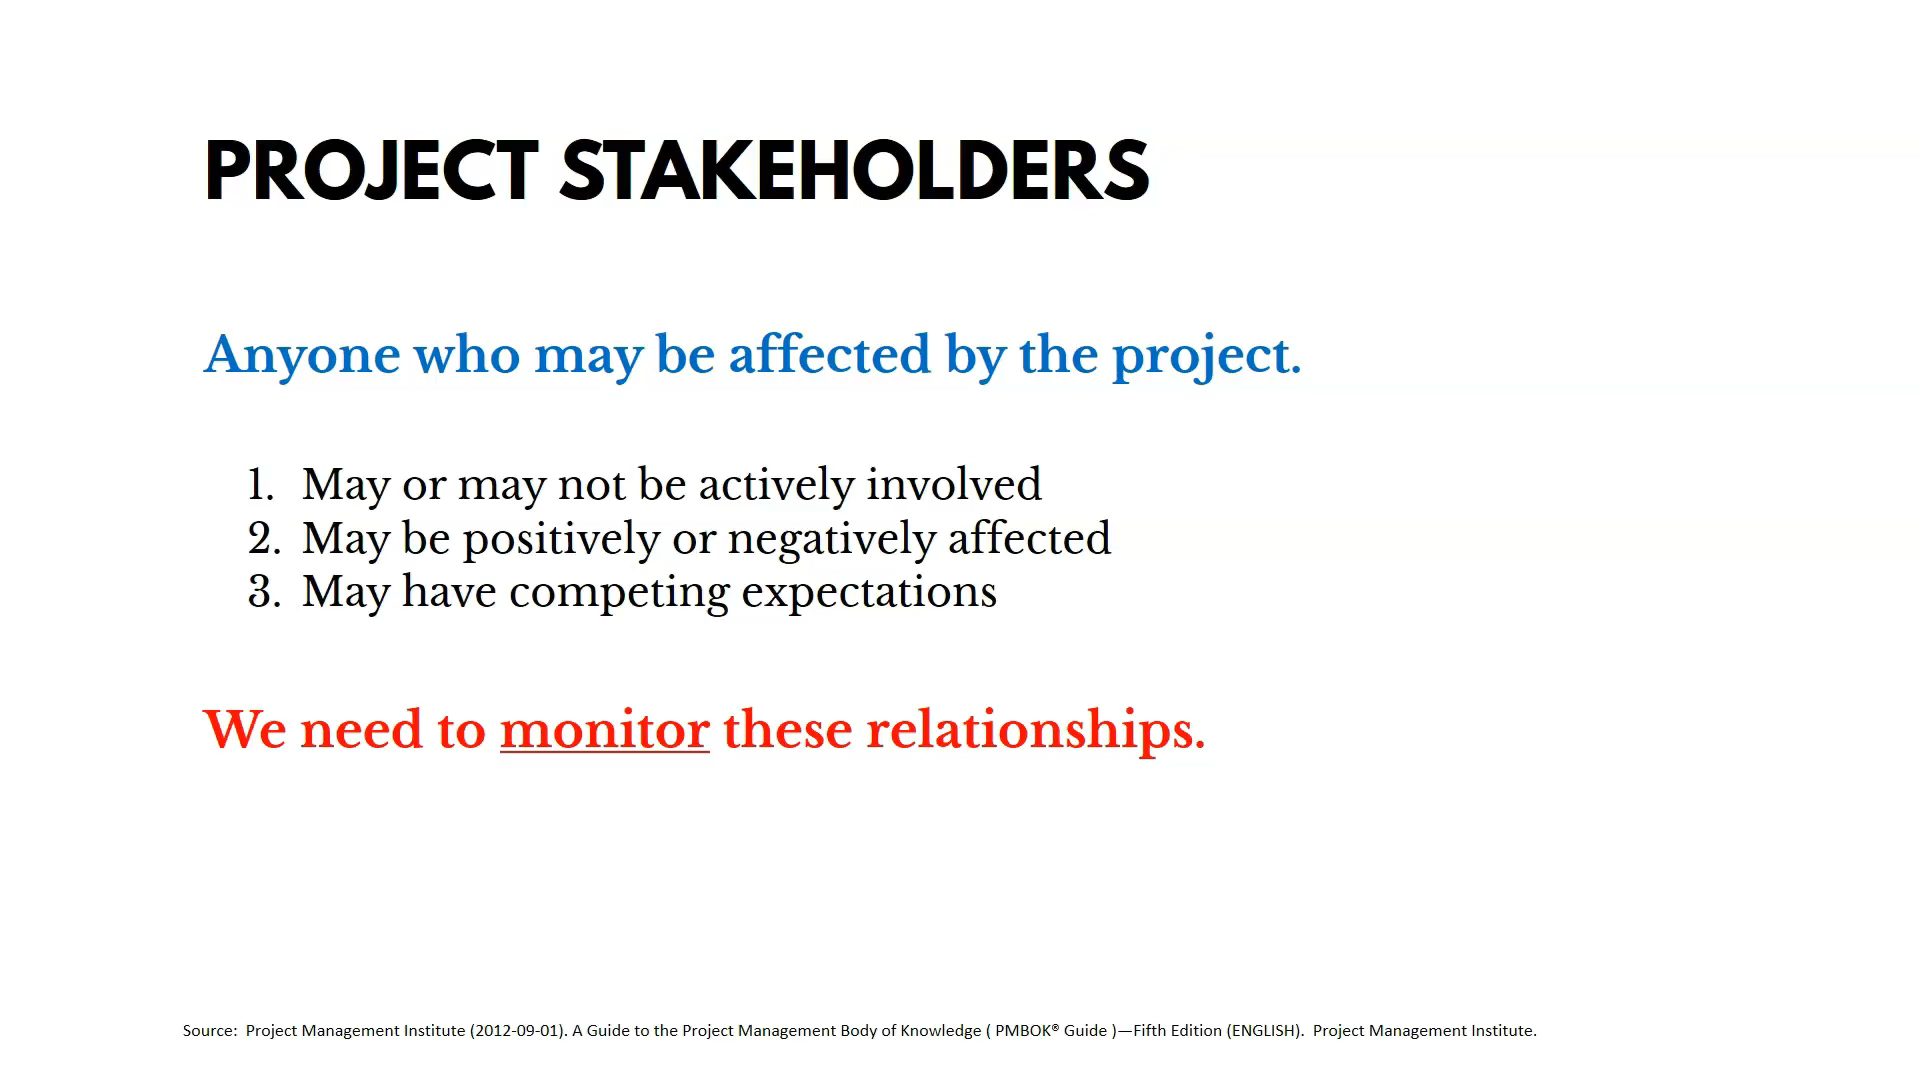 PROJECT STAKEHOLDERS
Anyone who may be affected by the project.
1. May or may not be actively involved
2. May be positively or negatively affected
3. May have competing expectations
We need to monitor these relationships.
Source:  Project Management Institute (2012-09-01). A Guide to the Project Management Body of Knowledge ( PMBOK® Guide )—Fifth Edition (ENGLISH).  Project Management Institute.